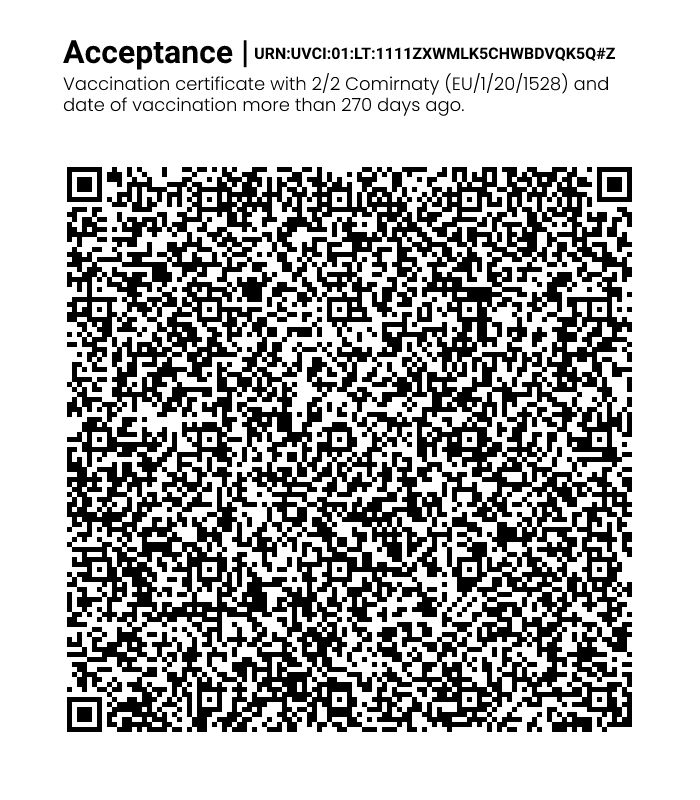 Acceptance | URN:UVCI:01:LT:1111ZXWMLK5CHWBDVQK5Q#Z
Vaccination certificate with 2/2 Comirnaty (EU/1/20/1528) and
date of vaccination more than 270 days ago.